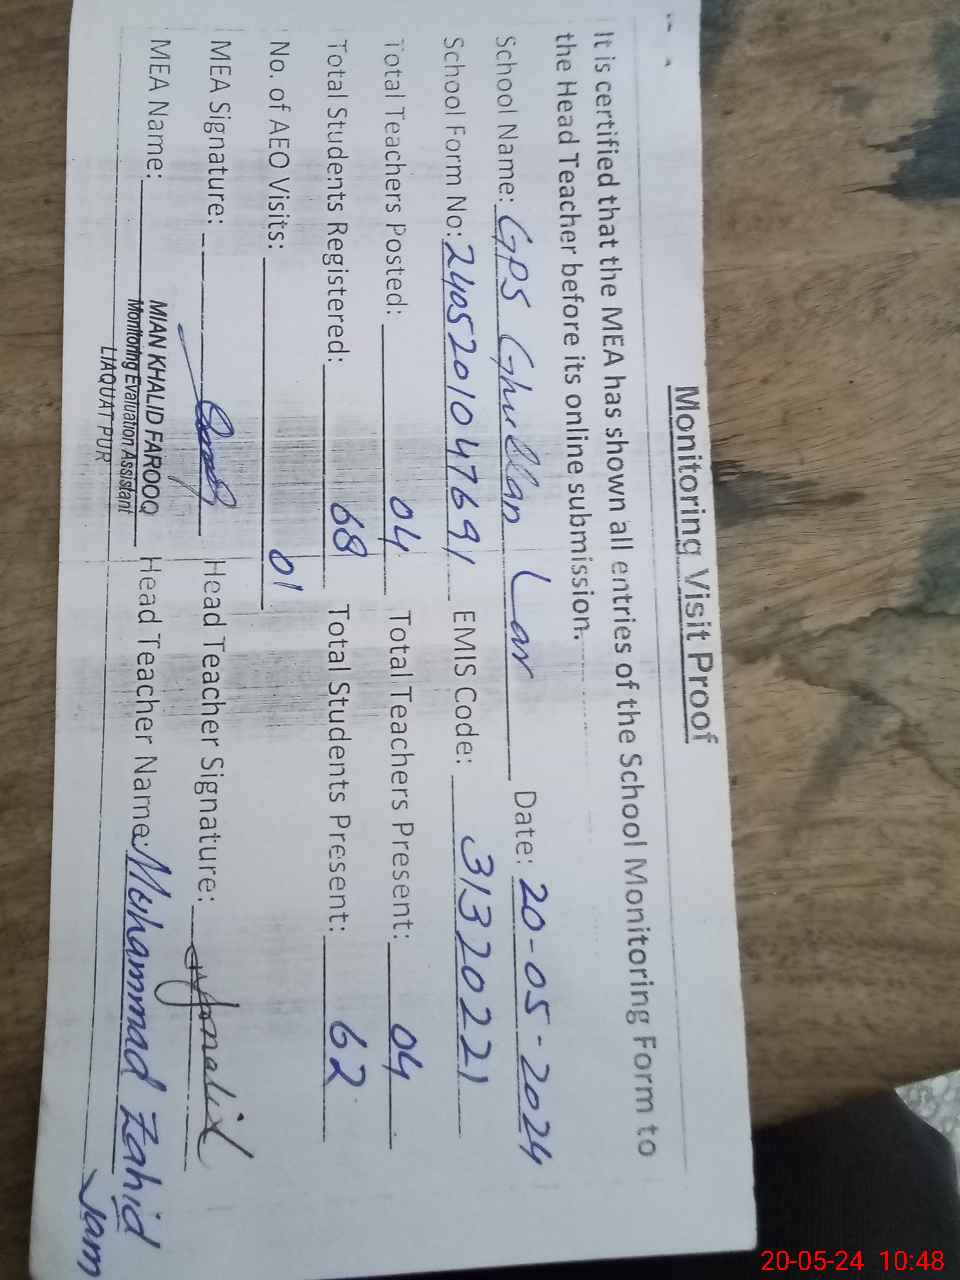 Monitoring Visit Proof
It is certified that the MEA has shown all entries of the School Monitoring Form to
the Head Teacher before its online submission.
School Name: GPS Ghullan Lar Date: 20-05-2024
School Form No: 2405201047691 EMIS Code: 31320221
Total Teachers Posted: 04 Total Teachers Present: 04
Total Students Registered: 68 Total Students Present: 62
No. of AEO Visits: 01
MEA Signature: Head Teacher Signature:
MEA Name: MIAN KHALID FAROOQ Head Teacher Name: Mohammad Zahid
Monitoring Evaluation Assistant
LIAQUAT PUR
Jam
20-05-24 10:48